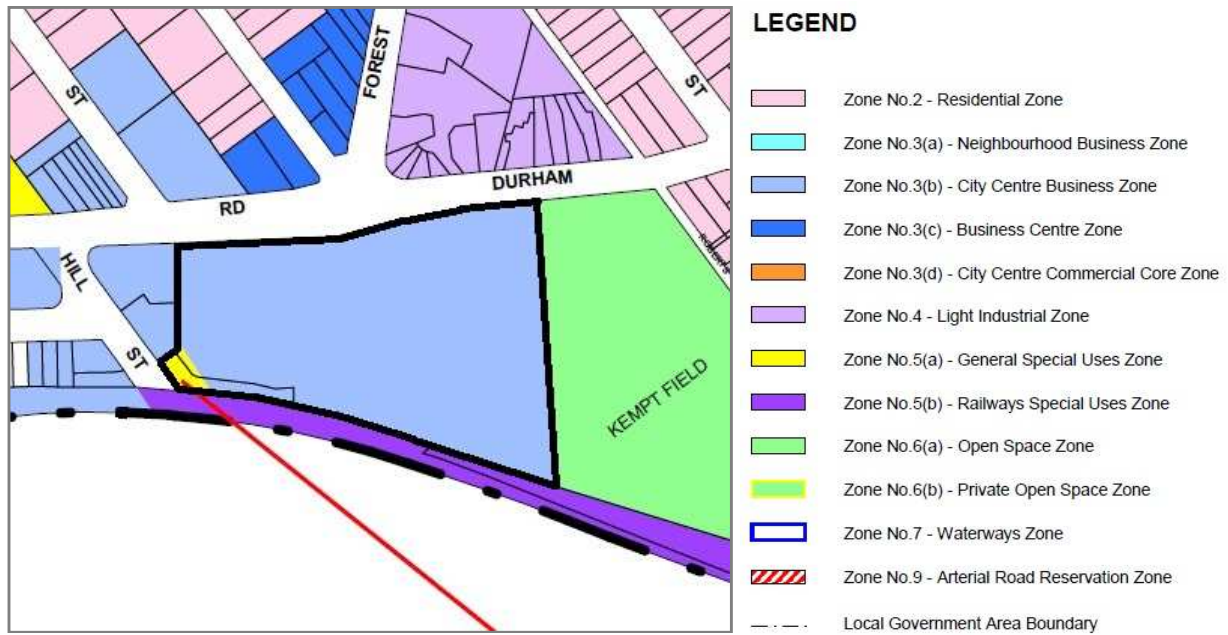 ST
FOREST
ST
DURHAM
RD
ROBERTS
HILL
ST
KEMPT FIELD
LEGEND
Zone No.2 - Residential Zone
Zone No.3(a) - Neighbourhood Business Zone
Zone No.3(b) - City Centre Business Zone
Zone No.3(c) - Business Centre Zone
Zone No.3(d) - City Centre Commercial Core Zone
Zone No.4 - Light Industrial Zone
Zone No.5(a) - General Special Uses Zone
Zone No.5(b) - Railways Special Uses Zone
Zone No.6(a) - Open Space Zone
Zone No.6(b) - Private Open Space Zone
Zone No.7 - Waterways Zone
Zone No.9 - Arterial Road Reservation Zone
Local Government Area Boundary